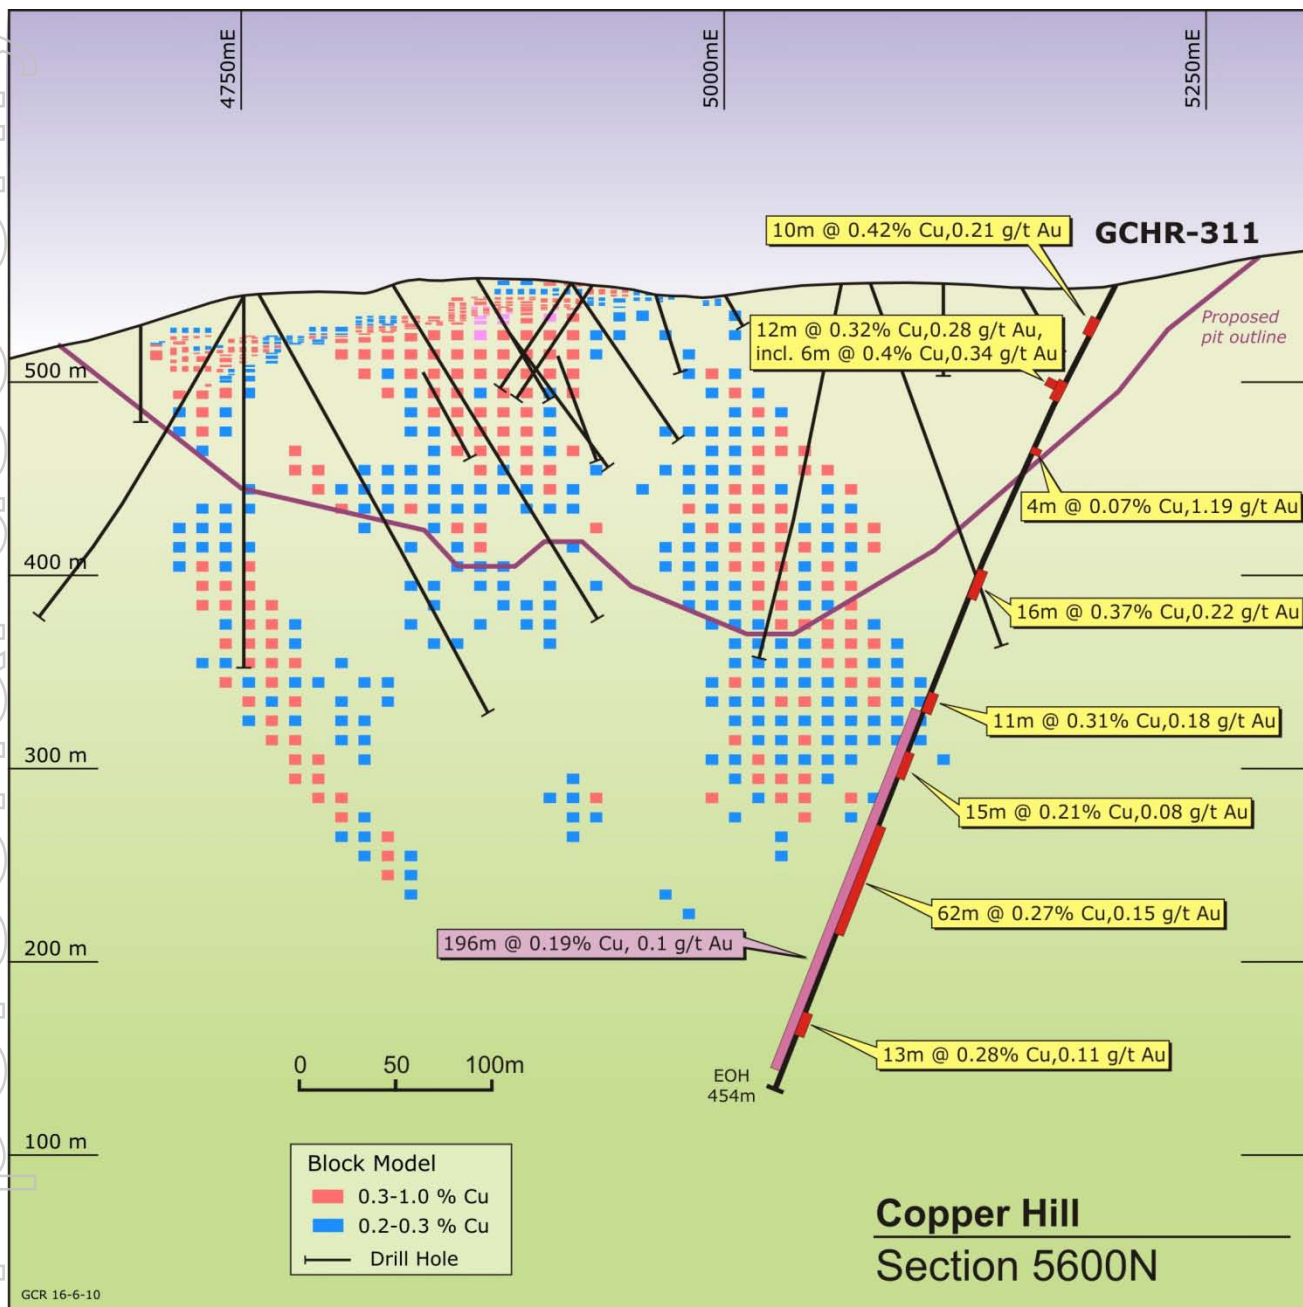 4750mE
5000mE
5250mE
10m @ 0.42% Cu,0.21 g/t Au
GCHR-311
12m @ 0.32% Cu,0.28 g/t Au,
incl. 6m @ 0.4% Cu,0.34 g/t Au
Proposed
pit outline
500 m
4m @ 0.07% Cu,1.19 g/t Au
400 m
16m @ 0.37% Cu,0.22 g/t Au
11m @ 0.31% Cu,0.18 g/t Au
300 m
15m @ 0.21% Cu,0.08 g/t Au
62m @ 0.27% Cu,0.15 g/t Au
196m @ 0.19% Cu, 0.1 g/t Au
200 m
13m @ 0.28% Cu,0.11 g/t Au
0 50 100m
EOH
454m
100 m
Block Model
0.3-1.0 % Cu
0.2-0.3 % Cu
Drill Hole
Copper Hill
Section 5600N
GCR 16-6-10